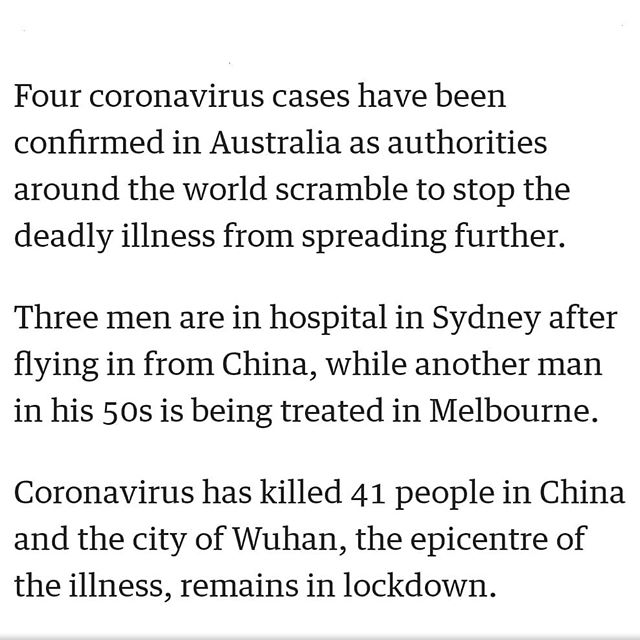 Four coronavirus cases have been
confirmed in Australia as authorities
around the world scramble to stop the
deadly illness from spreading further.
Three men are in hospital in Sydney after
flying in from China, while another man
in his 50s is being treated in Melbourne.
Coronavirus has killed 41 people in China
and the city of Wuhan, the epicentre of
the illness, remains in lockdown.